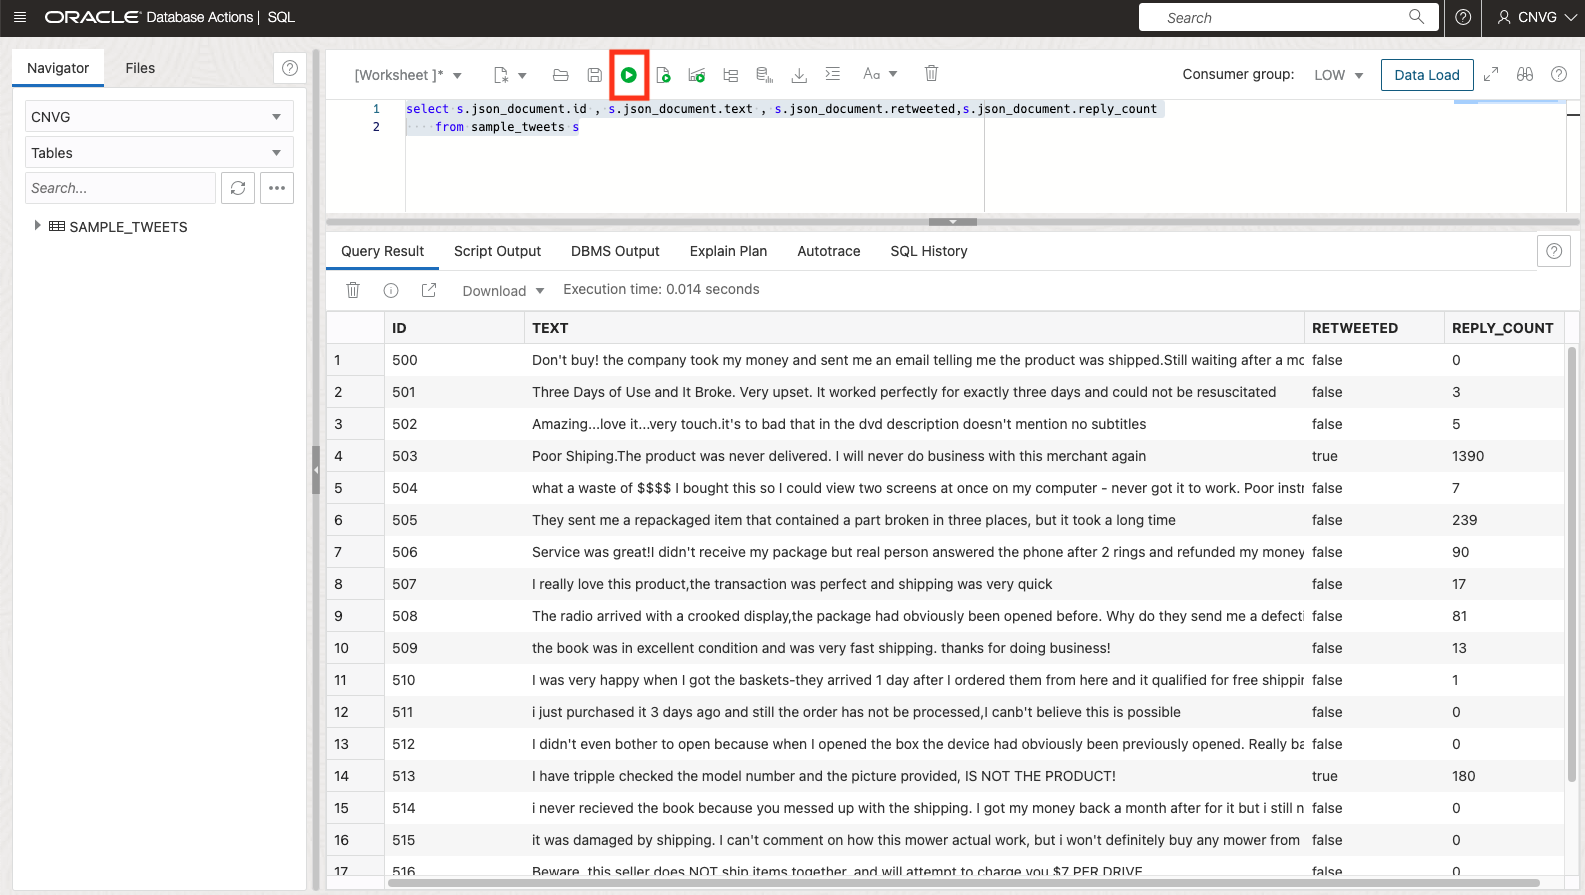 ORACLE Database Actions | SQL
Search
CNVG
Navigator
Files
CNVG
Tables
Search...
SAMPLE_TWEETS
[Worksheet ]*
Aa
Consumer group:
LOW
Data Load
1 select s.json_document.id , s.json_document.text , s.json_document.retweeted,s.json_document.reply_count
2 from sample_tweets s
Query Result
Script Output
DBMS Output
Explain Plan
Autotrace
SQL History
Download
Execution time: 0.014 seconds
ID TEXT RETWEETED REPLY_COUNT
1 500 Don't buy! the company took my money and sent me an email telling me the product was shipped.Still waiting after a mo false 0
2 501 Three Days of Use and It Broke. Very upset. It worked perfectly for exactly three days and could not be resuscitated false 3
3 502 Amazing...love it...very touch.it's to bad that in the dvd description doesn't mention no subtitles false 5
4 503 Poor Shiping.The product was never delivered. I will never do business with this merchant again true 1390
5 504 what a waste of $$$$ I bought this so I could view two screens at once on my computer - never got it to work. Poor instr false 7
6 505 They sent me a repackaged item that contained a part broken in three places, but it took a long time false 239
7 506 Service was great!I didn't receive my package but real person answered the phone after 2 rings and refunded my money false 90
8 507 I really love this product,the transaction was perfect and shipping was very quick false 17
9 508 The radio arrived with a crooked display,the package had obviously been opened before. Why do they send me a defecti false 81
10 509 the book was in excellent condition and was very fast shipping. thanks for doing business! false 13
11 510 I was very happy when I got the baskets-they arrived 1 day after I ordered them from here and it qualified for free shippin false 1
12 511 i just purchased it 3 days ago and still the order has not be processed,I canb't believe this is possible false 0
13 512 I didn't even bother to open because when I opened the box the device had obviously been previously opened. Really ba false 0
14 513 I have tripple checked the model number and the picture provided, IS NOT THE PRODUCT! true 180
15 514 i never recieved the book because you messed up with the shipping. I got my money back a month after for it but i still n false 0
16 515 it was damaged by shipping. I can't comment on how this mower actual work, but i won't definitely buy any mower from false 0
17 516 Beware, this seller does NOT ship items together, and will attempt to charge you $7 PER DRIVE false 0